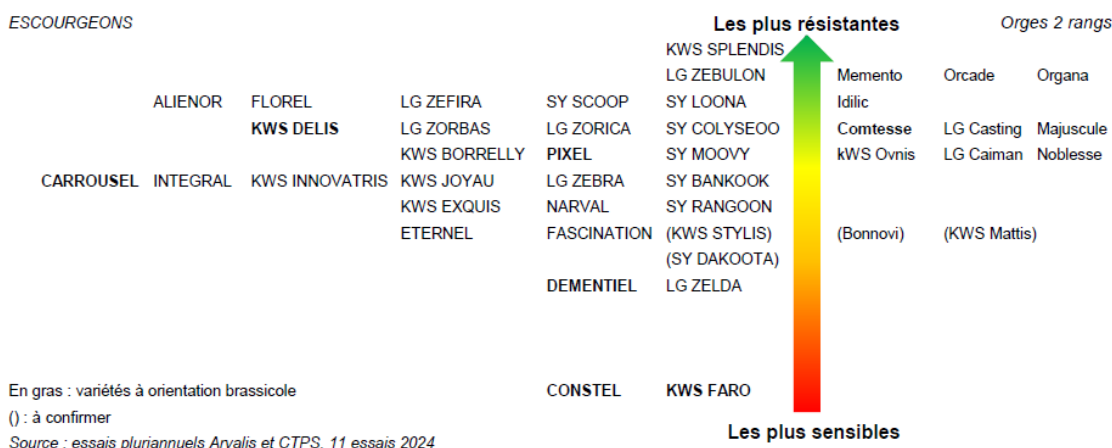 ESCOURGEONS Les plus résistantes Orges 2 rangs
KWS SPLENDIS
LG ZEBULON Memento Orcade Organa
ALIENOR FLOREL LG ZEFIRA SY SCOOP SY LOONA Idilic
KWS DELIS LG ZORBAS LG ZORICA SY COLYSEOO Comtesse LG Casting Majuscule
KWS BORRELLY PIXEL SY MOOVY kWS Ovnis LG Caiman Noblesse
CARROUSEL INTEGRAL KWS INNOVATRIS KWS JOYAU LG ZEBRA SY BANKOOK
KWS EXQUIS NARVAL SY RANGOON
ETERNEL FASCINATION (KWS STYLIS) (Bonnovi) (KWS Mattis)
(SY DAKOOTA)
DEMENTIEL LG ZELDA
En gras : variétés à orientation brassicole CONSTEL KWS FARO
() : à confirmer
Source : essais pluriannuels Arvalis et CTPS, 11 essais 2024
Les plus sensibles